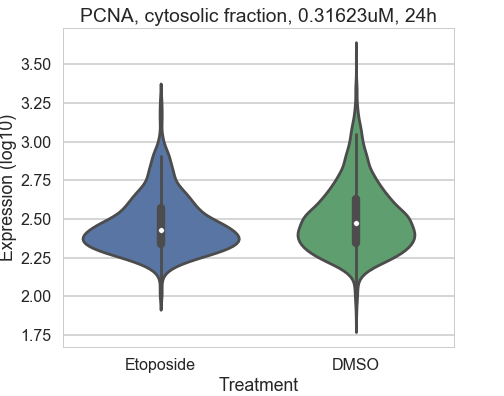 PCNA, cytosolic fraction, 0.31623uM, 24h
Expression (log10)
3.50
3.25
3.00
2.75
2.50
2.25
2.00
1.75
Etoposide
DMSO
Treatment